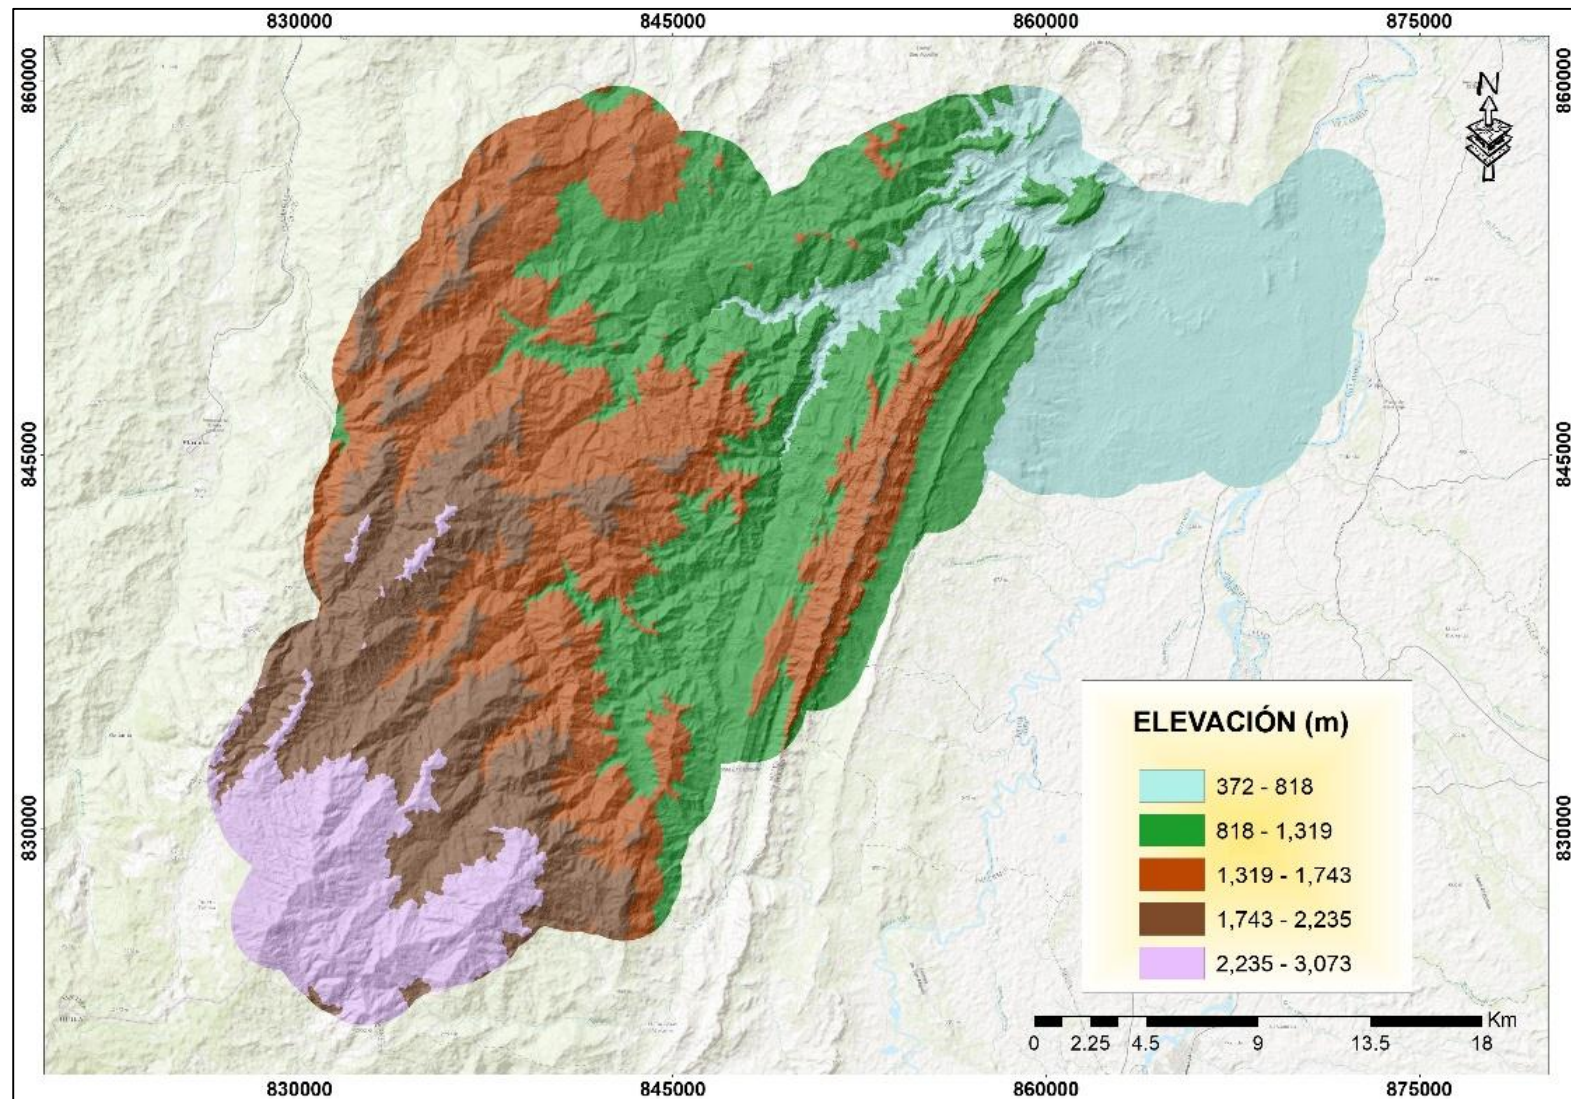 830000 845000 860000 875000
860000 860000
N
845000 845000
ELEVACIÓN (m)
372 - 818
818 - 1,319
1,319 - 1,743
1,743 - 2,235
2,235 - 3,073
830000 830000
Km
0 2.25 4.5 9 13.5 18
830000 845000 860000 875000